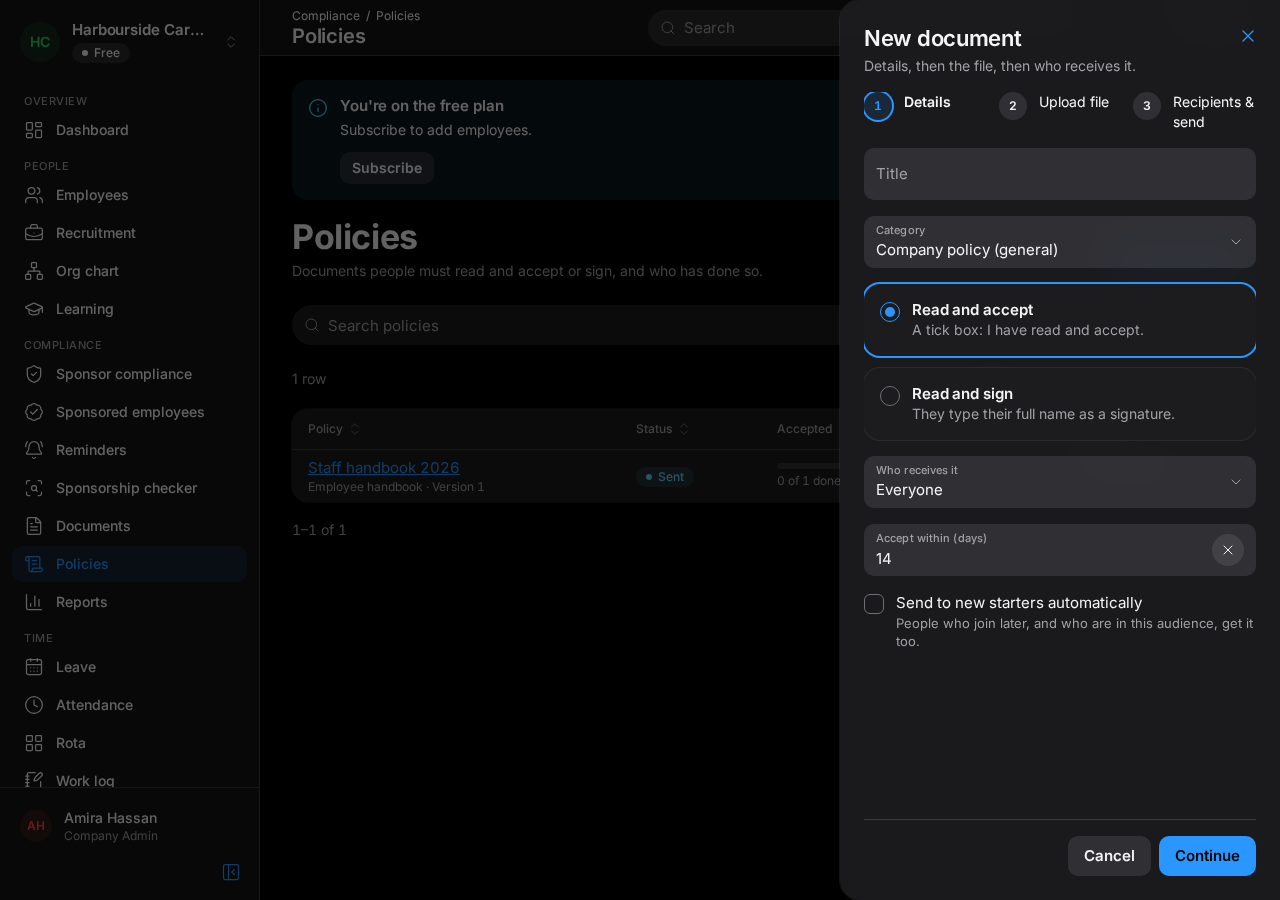 HC
Harbourside Car...
Free
OVERVIEW
Dashboard
PEOPLE
Employees
Recruitment
Org chart
Learning
COMPLIANCE
Sponsor compliance
Sponsored employees
Reminders
Sponsorship checker
Documents
Policies
Reports
TIME
Leave
Attendance
Rota
Work log
AH
Amira Hassan
Company Admin
Compliance / Policies
Policies
Search
You're on the free plan
Subscribe to add employees.
Subscribe
Policies
Documents people must read and accept or sign, and who has done so.
Search policies
1 row
Policy Status Accepted
Staff handbook 2026
Employee handbook · Version 1
Sent
0 of 1 done
1–1 of 1
New document
Details, then the file, then who receives it.
1 Details
2 Upload file
3 Recipients &
send
Title
Category
Company policy (general)
Read and accept
A tick box: I have read and accept.
Read and sign
They type their full name as a signature.
Who receives it
Everyone
Accept within (days)
14
Send to new starters automatically
People who join later, and who are in this audience, get it
too.
Cancel
Continue